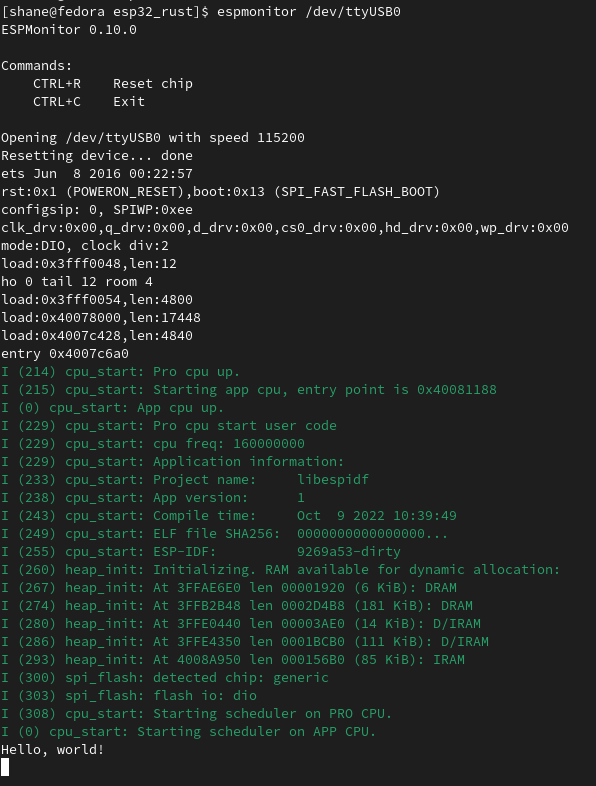 [shane@fedora esp32_rust]$ espmonitor /dev/ttyUSB0
ESPMonitor 0.10.0
Commands:
    CTRL+R    Reset chip
    CTRL+C    Exit
Opening /dev/ttyUSB0 with speed 115200
Resetting device... done
ets Jun  8 2016 00:22:57
rst:0x1 (POWERON_RESET),boot:0x13 (SPI_FAST_FLASH_BOOT)
configsip: 0, SPIWP:0xee
clk_drv:0x00,q_drv:0x00,d_drv:0x00,cs0_drv:0x00,hd_drv:0x00,wp_drv:0x00
mode:DIO, clock div:2
load:0x3fff0048,len:12
ho 0 tail 12 room 4
load:0x3fff0054,len:4800
load:0x40078000,len:17448
load:0x4007c428,len:4840
entry 0x4007c6a0
I (214) cpu_start: Pro cpu up.
I (215) cpu_start: Starting app cpu, entry point is 0x40081188
I (0) cpu_start: App cpu up.
I (229) cpu_start: Pro cpu start user code
I (229) cpu_start: cpu freq: 160000000
I (229) cpu_start: Application information:
I (233) cpu_start: Project name:     libespidf
I (238) cpu_start: App version:      1
I (243) cpu_start: Compile time:     Oct  9 2022 10:39:49
I (249) cpu_start: ELF file SHA256:  0000000000000000...
I (255) cpu_start: ESP-IDF:          9269a53-dirty
I (260) heap_init: Initializing. RAM available for dynamic allocation:
I (267) heap_init: At 3FFAE6E0 len 00001920 (6 KiB): DRAM
I (274) heap_init: At 3FFB2B48 len 0002D4B8 (181 KiB): DRAM
I (280) heap_init: At 3FFE0440 len 00003AE0 (14 KiB): D/IRAM
I (286) heap_init: At 3FFE4350 len 0001BCB0 (111 KiB): D/IRAM
I (293) heap_init: At 4008A950 len 000156B0 (85 KiB): IRAM
I (300) spi_flash: detected chip: generic
I (303) spi_flash: flash io: dio
I (308) cpu_start: Starting scheduler on PRO CPU.
I (0) cpu_start: Starting scheduler on APP CPU.
Hello, world!